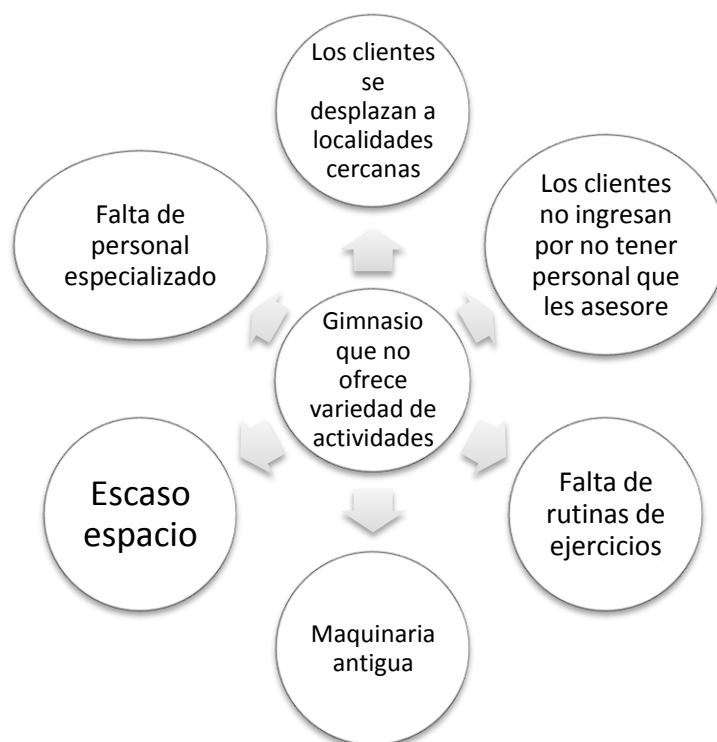 Los clientes
se
desplazan a
localidades
cercanas
Los clientes
no ingresan
por no tener
personal que
les asesore
Falta de
rutinas de
ejercicios
Maquinaria
antigua
Escaso
espacio
Falta de
personal
especializado
Gimnasio
que no
ofrece
variedad de
actividades